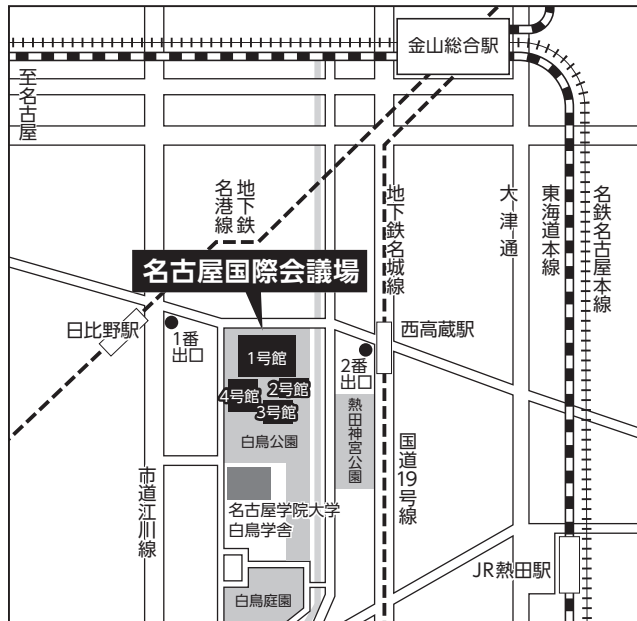 金山総合駅
至名古屋
地下鉄
名港線
地下鉄名城線
大津通
東海道本線
名鉄名古屋本線
名古屋国際会議場
日比野駅
1番
出口
1号館
2号館
4号館
3号館
2番
出口
西高蔵駅
白鳥公園
熱田神宮公園
国道19号線
市道江川線
名古屋学院大学
白鳥学舎
JR熱田駅
白鳥庭園